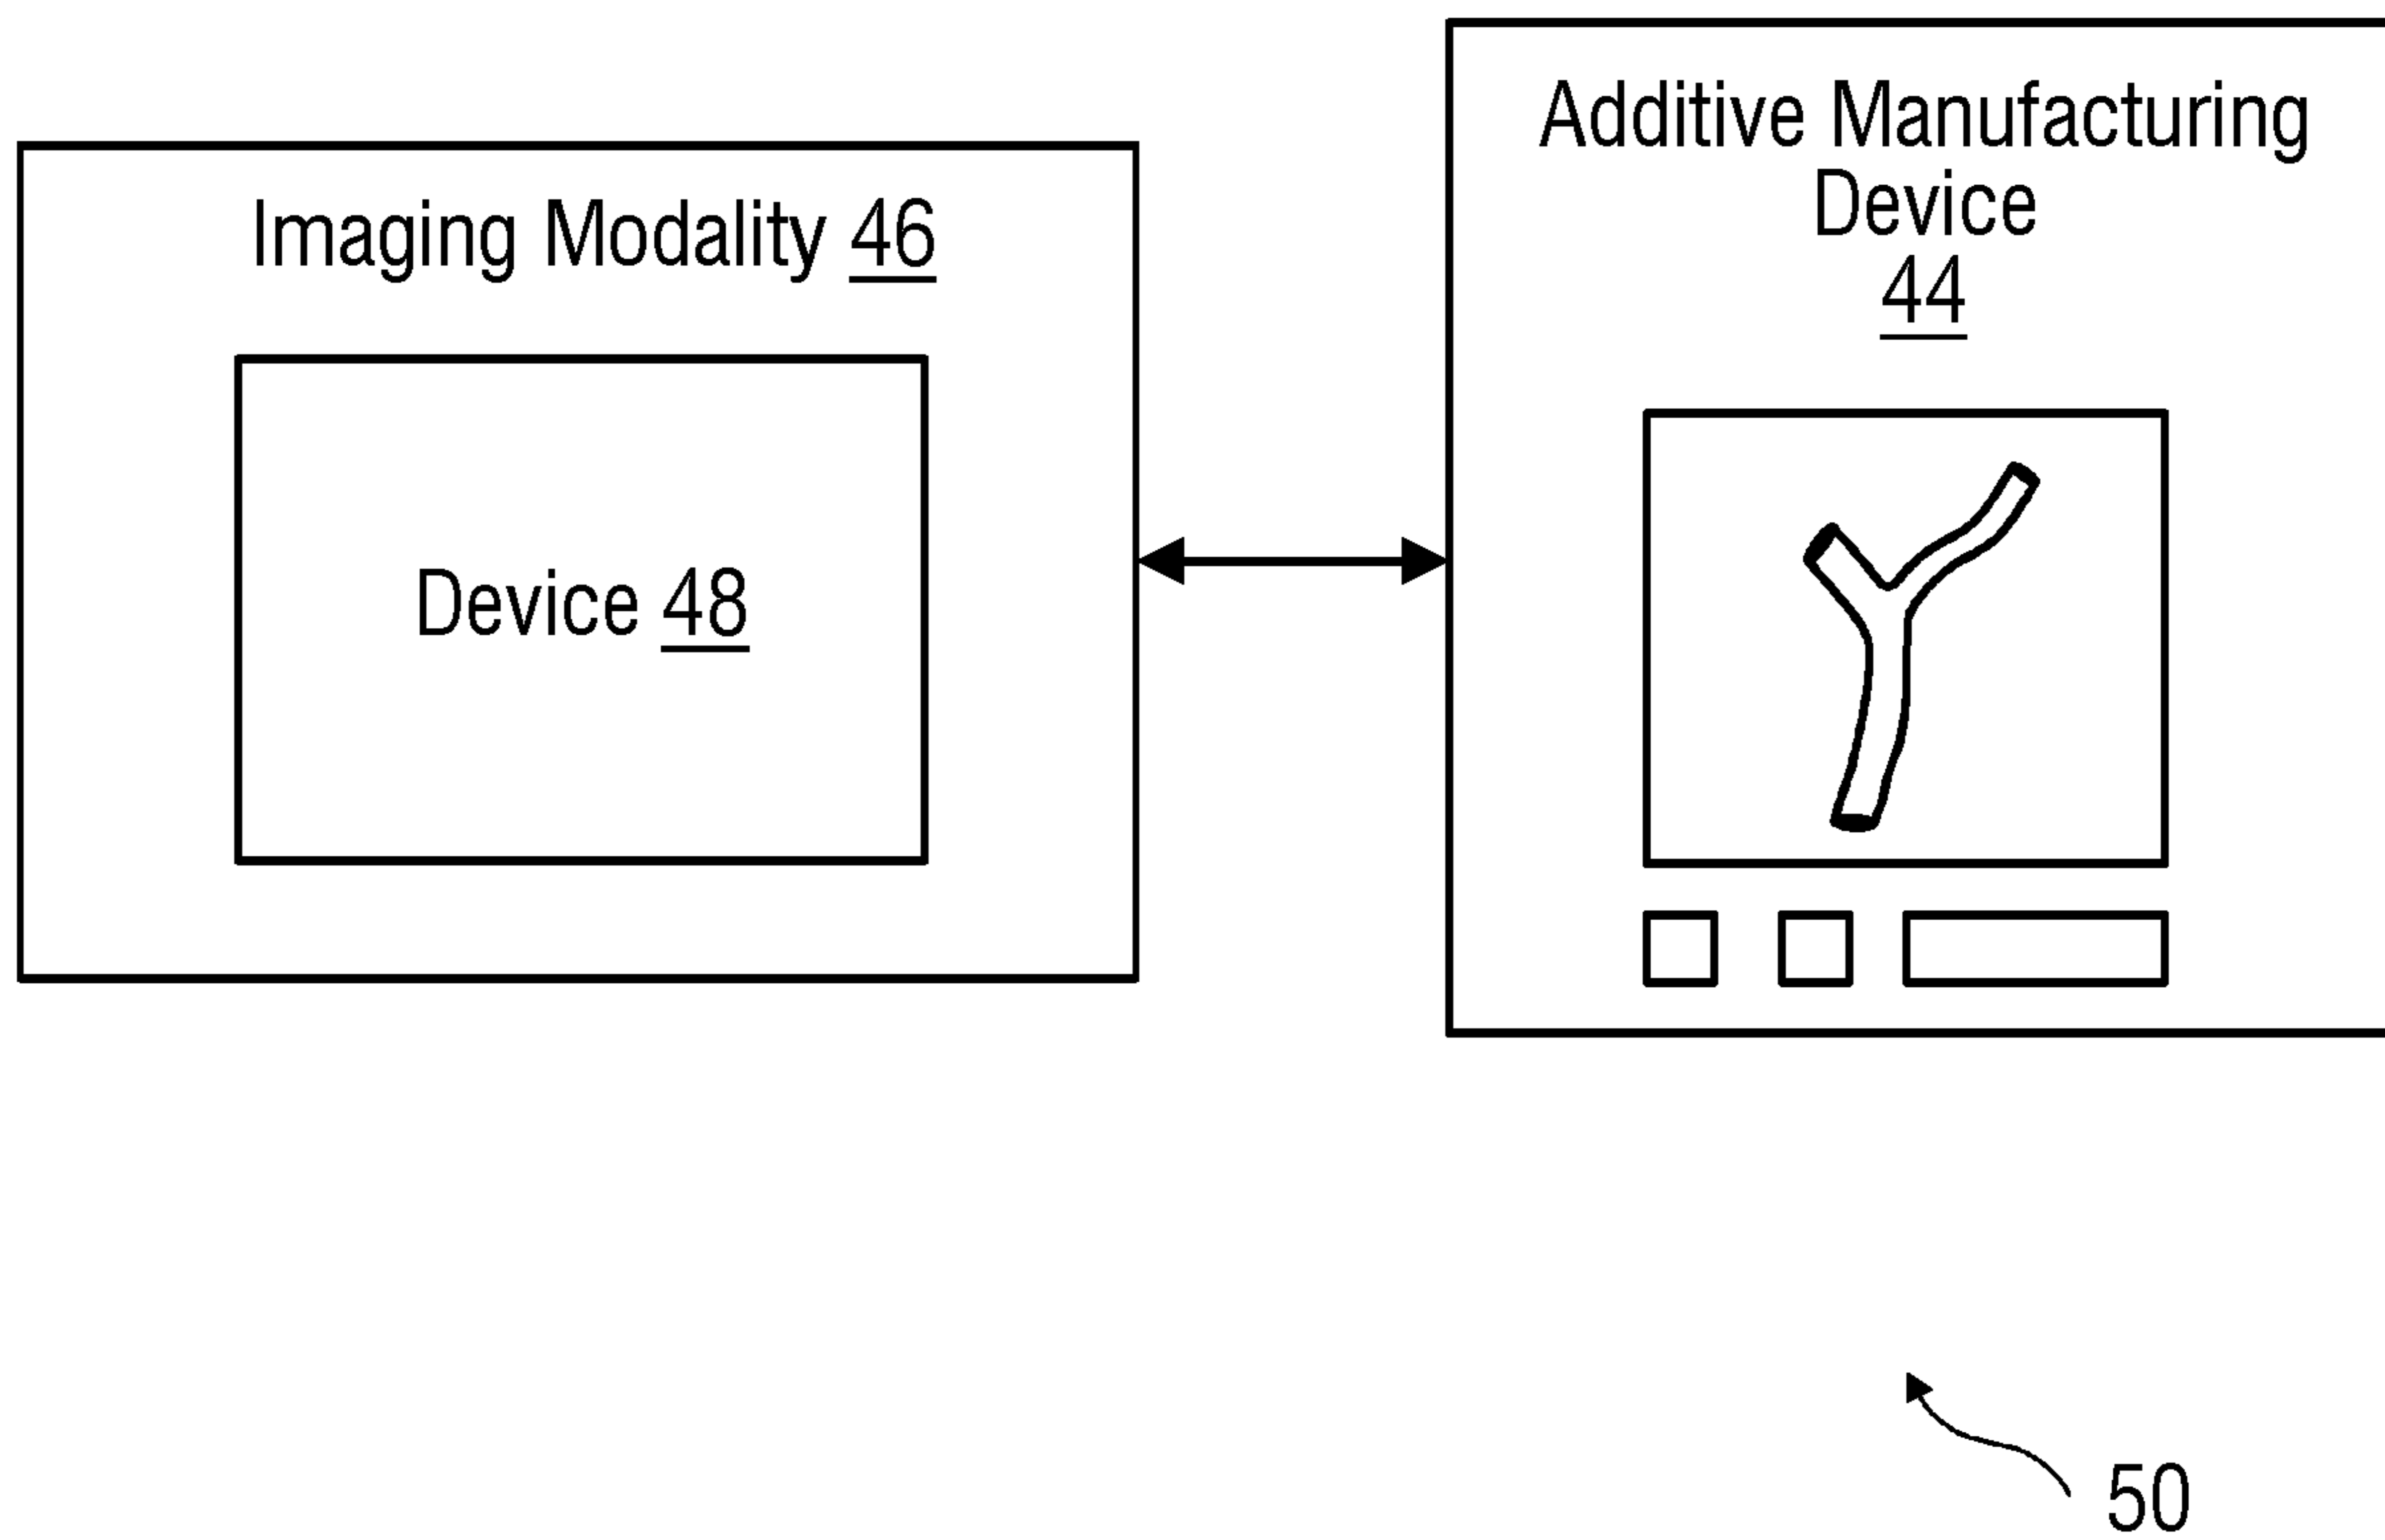 Imaging Modality 46
Device 48
Additive Manufacturing
Device
44
50